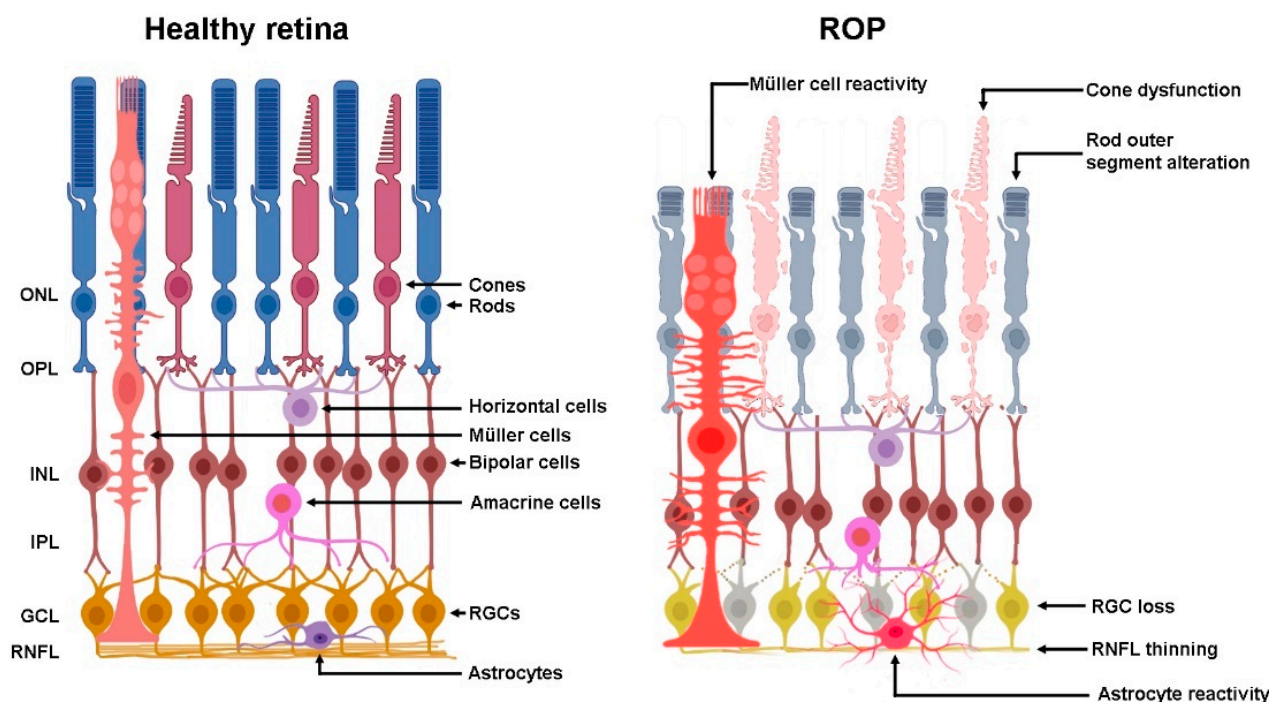 Healthy retina
ROP
ONL
OPL
INL
IPL
GCL
RNFL
Cones
Rods
Horizontal cells
Müller cells
Bipolar cells
Amacrine cells
RGCs
Astrocytes
Müller cell reactivity
Cone dysfunction
Rod outer
segment alteration
RGC loss
RNFL thinning
Astrocyte reactivity